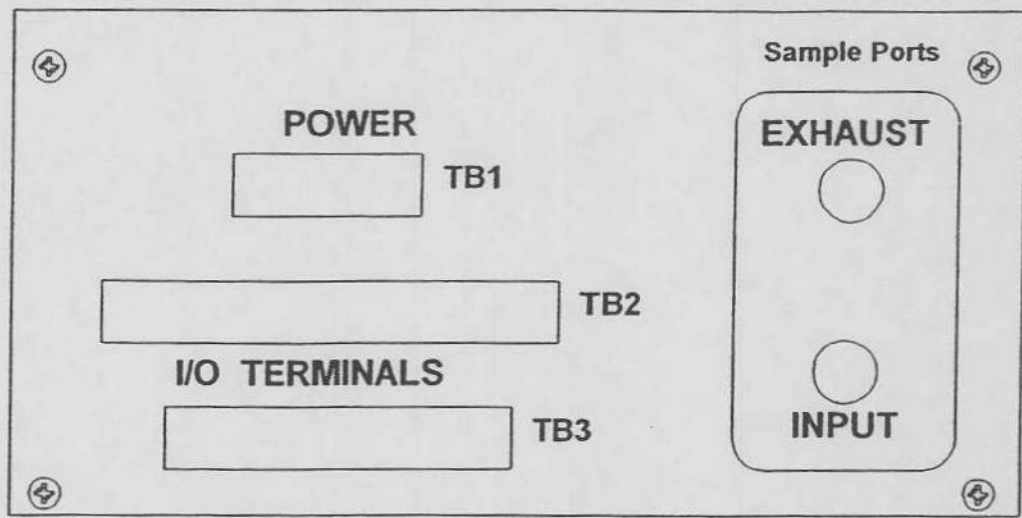 Sample Ports
POWER
EXHAUST
TB1
TB2
I/O TERMINALS
TB3
INPUT